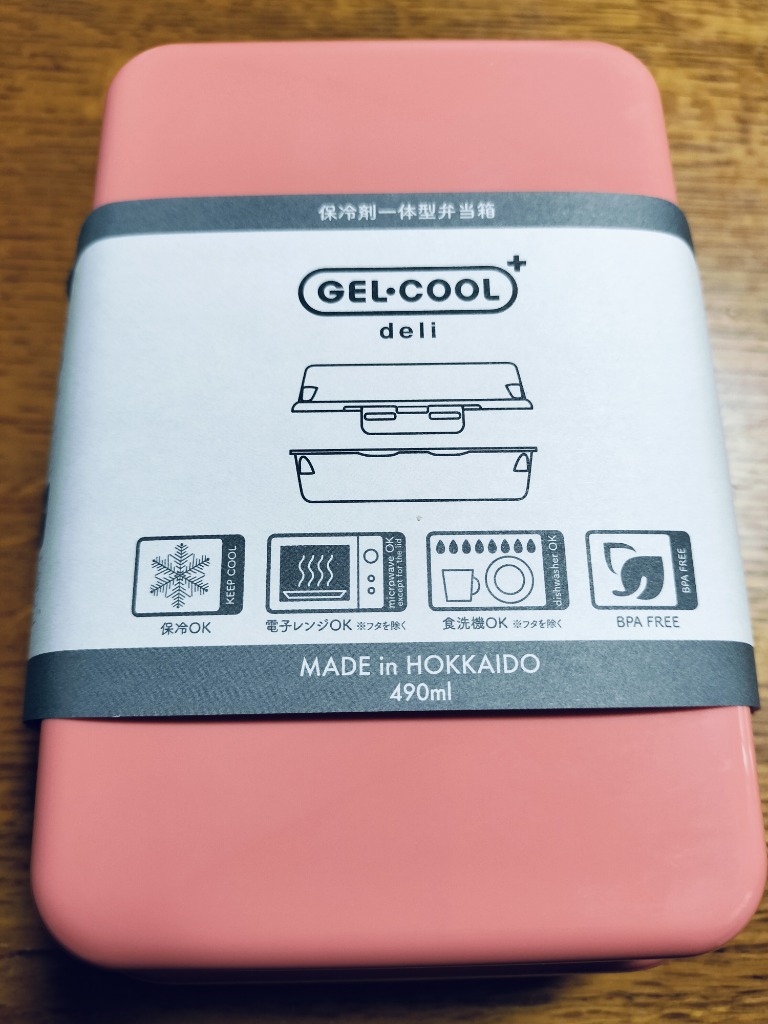 保冷剤一体型弁当箱
GEL•COOL+
deli
KEEP COOL
保冷OK
microwave OK
except for the lid
電子レンジOK ※フタを除く
dishwasher OK
食洗機OK ※フタを除く
BPA FREE
BPA FREE
MADE in HOKKAIDO
490ml